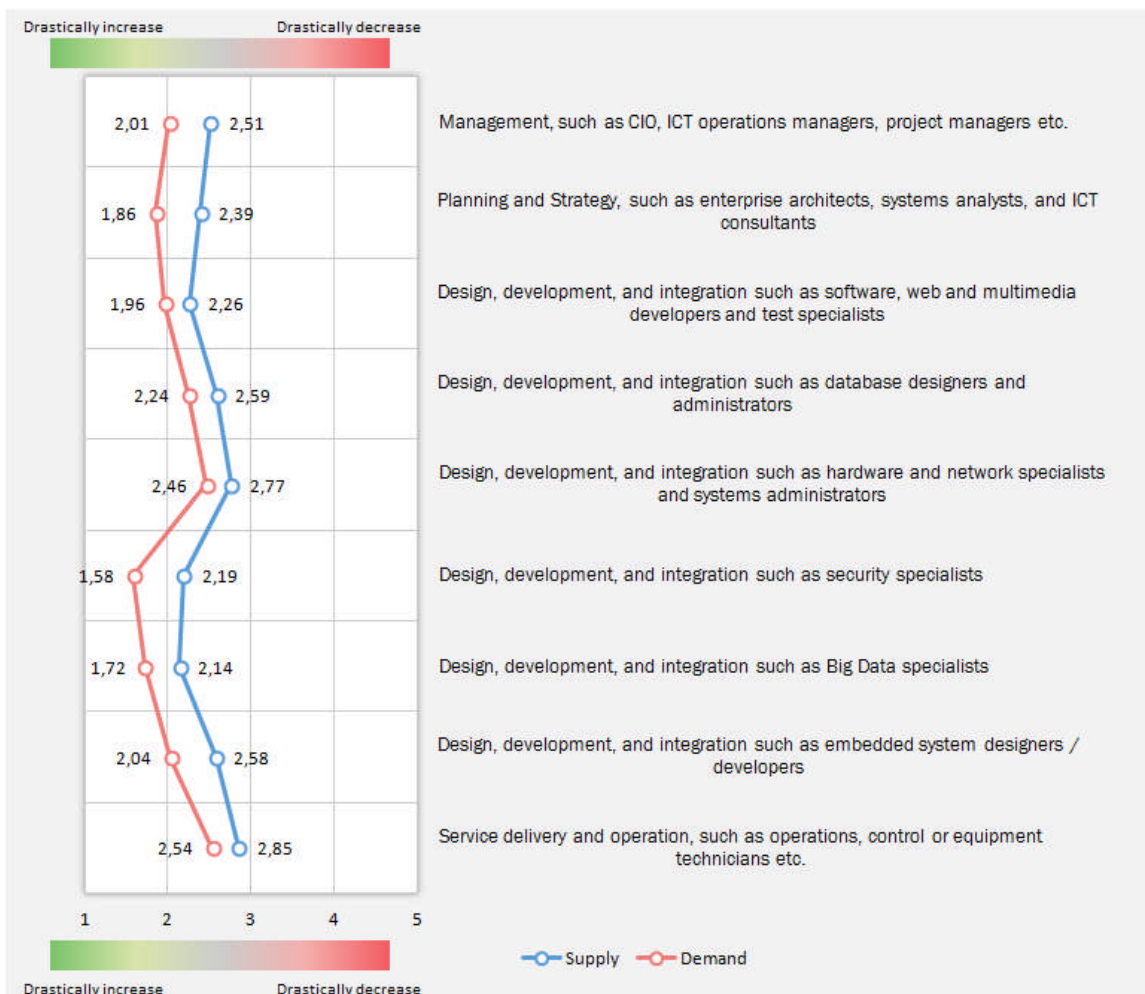 Drastically increase Drastically decrease
2,01 2,51 Management, such as CIO, ICT operations managers, project managers etc.
1,86 2,39 Planning and Strategy, such as enterprise architects, systems analysts, and ICT
consultants
1,96 2,26 Design, development, and integration such as software, web and multimedia
developers and test specialists
2,24 2,59 Design, development, and integration such as database designers and
administrators
2,46 2,77 Design, development, and integration such as hardware and network specialists
and systems administrators
1,58 2,19 Design, development, and integration such as security specialists
1,72 2,14 Design, development, and integration such as Big Data specialists
2,04 2,58 Design, development, and integration such as embedded system designers /
developers
2,54 2,85 Service delivery and operation, such as operations, control or equipment
technicians etc.
1 2 3 4 5
Supply Demand
Drastically increase Drastically decrease